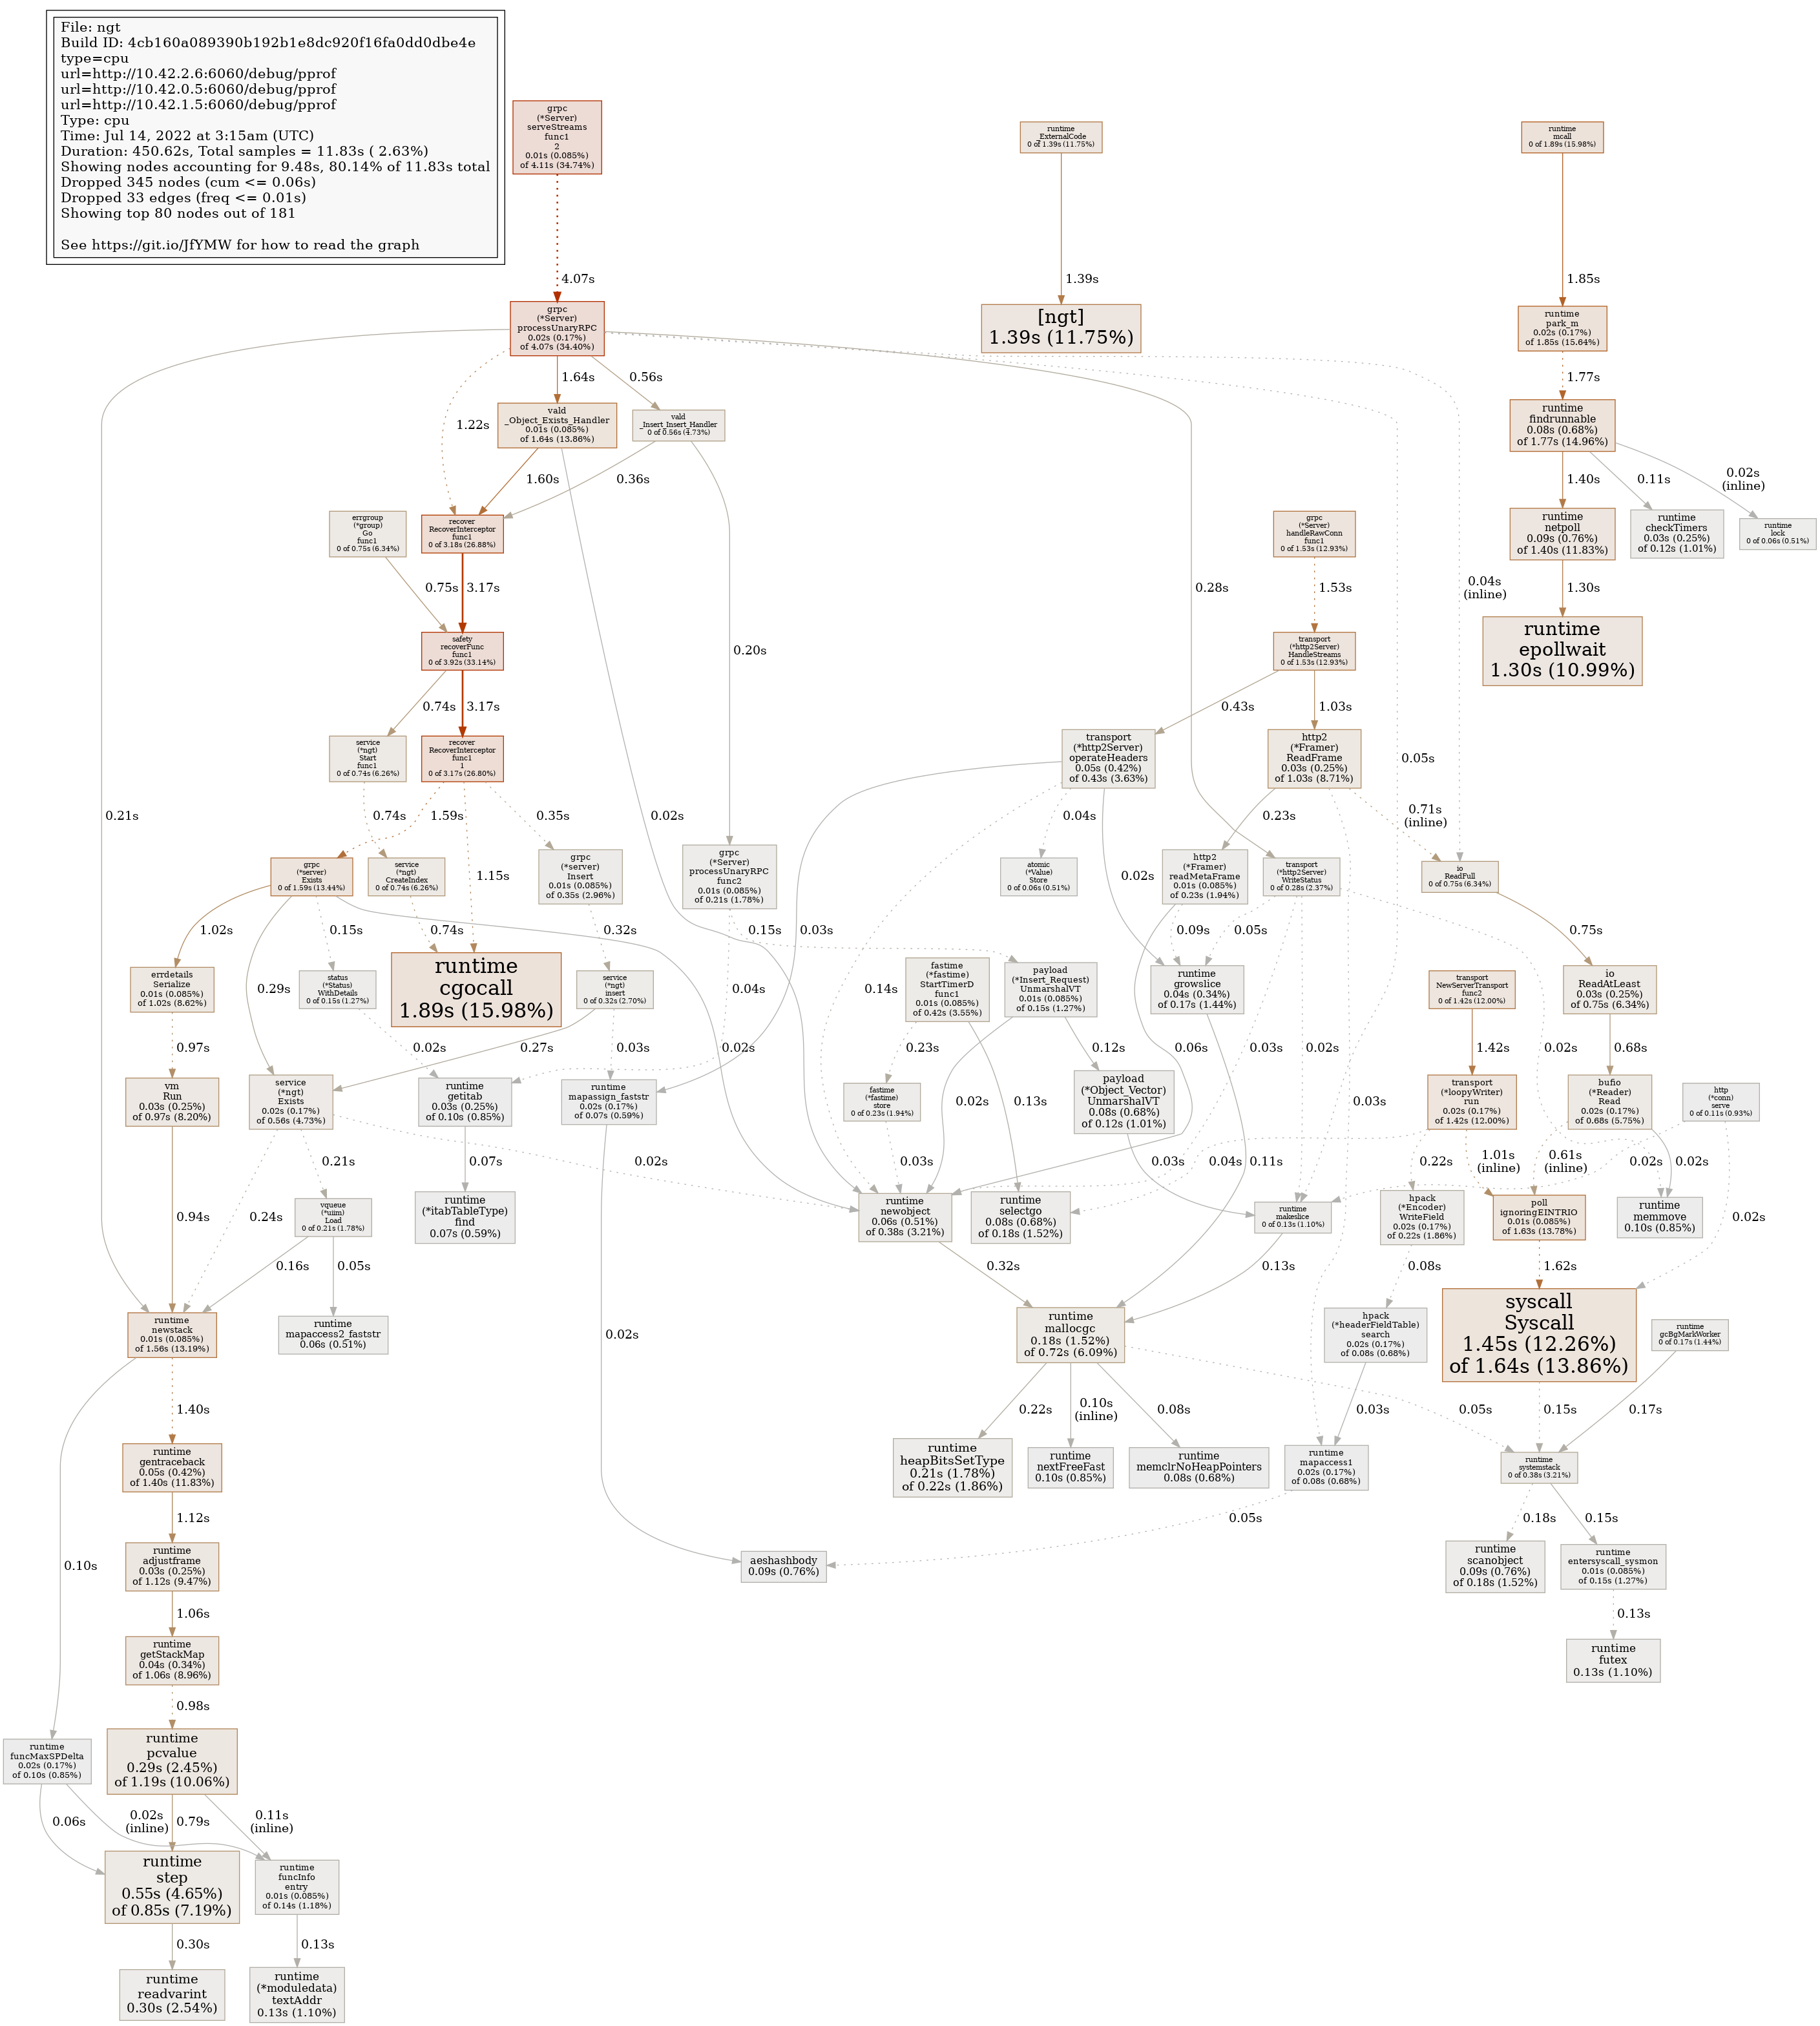 File: ngt
Build ID: 4cb160a089390b192b1e8dc920f16fa0dd0dbe4e
type=cpu
url=http://10.42.2.6:6060/debug/pprof
url=http://10.42.0.5:6060/debug/pprof
url=http://10.42.1.5:6060/debug/pprof
Type: cpu
Time: Jul 14, 2022 at 3:15am (UTC)
Duration: 450.62s, Total samples = 11.83s ( 2.63%)
Showing nodes accounting for 9.48s, 80.14% of 11.83s total
Dropped 345 nodes (cum <= 0.06s)
Dropped 33 edges (freq <= 0.01s)
Showing top 80 nodes out of 181
See https://git.io/JfYMW for how to read the graph
grpc
(*Server)
serveStreams
func1
2
0.01s (0.085%)
of 4.11s (34.74%)
runtime
_ExternalCode
0 of 1.39s (11.75%)
runtime
mcall
0 of 1.89s (15.98%)
4.07s
1.39s
1.85s
grpc
(*Server)
processUnaryRPC
0.02s (0.17%)
of 4.07s (34.40%)
[ngt]
1.39s (11.75%)
runtime
park_m
0.02s (0.17%)
of 1.85s (15.64%)
1.64s
0.56s
1.77s
1.22s
vald
_Object_Exists_Handler
0.01s (0.085%)
of 1.64s (13.86%)
vald
_Insert_Insert_Handler
0 of 0.56s (4.73%)
runtime
findrunnable
0.08s (0.68%)
of 1.77s (14.96%)
1.60s
0.36s
1.40s
0.11s
0.02s
(inline)
errgroup
(*group)
Go
func1
0 of 0.75s (6.34%)
recover
RecoverInterceptor
func1
0 of 3.18s (26.88%)
grpc
(*Server)
handleRawConn
func1
0 of 1.53s (12.93%)
runtime
netpoll
0.09s (0.76%)
of 1.40s (11.83%)
runtime
checkTimers
0.03s (0.25%)
of 0.12s (1.01%)
runtime
lock
0 of 0.06s (0.51%)
0.75s
3.17s
0.28s
1.53s
0.04s
(inline)
1.30s
safety
recoverFunc
func1
0 of 3.92s (33.14%)
0.20s
transport
(*http2Server)
HandleStreams
0 of 1.53s (12.93%)
runtime
epollwait
1.30s (10.99%)
0.74s
3.17s
0.43s
1.03s
service
(*ngt)
Start
func1
0 of 0.74s (6.26%)
recover
RecoverInterceptor
func1
1
0 of 3.17s (26.80%)
transport
(*http2Server)
operateHeaders
0.05s (0.42%)
of 0.43s (3.63%)
http2
(*Framer)
ReadFrame
0.03s (0.25%)
of 1.03s (8.71%)
0.05s
0.21s
0.74s
1.59s
0.35s
0.02s
0.04s
0.23s
0.71s
(inline)
grpc
(*server)
Exists
0 of 1.59s (13.44%)
service
(*ngt)
CreateIndex
0 of 0.74s (6.26%)
1.15s
grpc
(*server)
Insert
0.01s (0.085%)
of 0.35s (2.96%)
grpc
(*Server)
processUnaryRPC
func2
0.01s (0.085%)
of 0.21s (1.78%)
atomic
(*Value)
Store
0 of 0.06s (0.51%)
0.02s
http2
(*Framer)
readMetaFrame
0.01s (0.085%)
of 0.23s (1.94%)
transport
(*http2Server)
WriteStatus
0 of 0.28s (2.37%)
io
ReadFull
0 of 0.75s (6.34%)
1.02s
0.15s
0.74s
0.32s
0.15s
0.03s
0.09s
0.05s
0.75s
errdetails
Serialize
0.01s (0.085%)
of 1.02s (8.62%)
0.29s
status
(*Status)
WithDetails
0 of 0.15s (1.27%)
runtime
cgocall
1.89s (15.98%)
service
(*ngt)
insert
0 of 0.32s (2.70%)
0.04s
0.14s
fastime
(*fastime)
StartTimerD
func1
0.01s (0.085%)
of 0.42s (3.55%)
payload
(*Insert_Request)
UnmarshalVT
0.01s (0.085%)
of 0.15s (1.27%)
runtime
growslice
0.04s (0.34%)
of 0.17s (1.44%)
transport
NewServerTransport
func2
0 of 1.42s (12.00%)
io
ReadAtLeast
0.03s (0.25%)
of 0.75s (6.34%)
0.97s
0.02s
0.27s
0.03s
0.02s
0.23s
0.12s
0.06s
0.03s
0.02s
0.03s
1.42s
0.02s
0.68s
vm
Run
0.03s (0.25%)
of 0.97s (8.20%)
service
(*ngt)
Exists
0.02s (0.17%)
of 0.56s (4.73%)
runtime
getitab
0.03s (0.25%)
of 0.10s (0.85%)
runtime
mapassign_faststr
0.02s (0.17%)
of 0.07s (0.59%)
fastime
(*fastime)
store
0 of 0.23s (1.94%)
0.13s
0.02s
payload
(*Object_Vector)
UnmarshalVT
0.08s (0.68%)
of 0.12s (1.01%)
transport
(*loopyWriter)
run
0.02s (0.17%)
of 1.42s (12.00%)
bufio
(*Reader)
Read
0.02s (0.17%)
of 0.68s (5.75%)
http
(*conn)
serve
0 of 0.11s (0.93%)
0.94s
0.24s
0.21s
0.07s
0.02s
0.03s
0.03s
0.04s
0.11s
0.22s
1.01s
(inline)
0.61s
(inline)
0.02s
0.02s
vqueue
(*uiim)
Load
0 of 0.21s (1.78%)
runtime
(*itabTableType)
find
0.07s (0.59%)
runtime
newobject
0.06s (0.51%)
of 0.38s (3.21%)
runtime
selectgo
0.08s (0.68%)
of 0.18s (1.52%)
runtime
makeslice
0 of 0.13s (1.10%)
hpack
(*Encoder)
WriteField
0.02s (0.17%)
of 0.22s (1.86%)
poll
ignoringEINTRIO
0.01s (0.085%)
of 1.63s (13.78%)
runtime
memmove
0.10s (0.85%)
0.02s
0.16s
0.05s
0.32s
0.13s
0.08s
1.62s
runtime
newstack
0.01s (0.085%)
of 1.56s (13.19%)
runtime
mapaccess2_faststr
0.06s (0.51%)
0.02s
runtime
mallocgc
0.18s (1.52%)
of 0.72s (6.09%)
hpack
(*headerFieldTable)
search
0.02s (0.17%)
of 0.08s (0.68%)
syscall
Syscall
1.45s (12.26%)
of 1.64s (13.86%)
runtime
gcBgMarkWorker
0 of 0.17s (1.44%)
1.40s
0.22s
0.10s
(inline)
0.08s
0.05s
0.03s
0.15s
0.17s
runtime
gentraceback
0.05s (0.42%)
of 1.40s (11.83%)
runtime
heapBitsSetType
0.21s (1.78%)
of 0.22s (1.86%)
runtime
nextFreeFast
0.10s (0.85%)
runtime
memclrNoHeapPointers
0.08s (0.68%)
runtime
mapaccess1
0.02s (0.17%)
of 0.08s (0.68%)
runtime
systemstack
0 of 0.38s (3.21%)
0.10s
1.12s
0.05s
0.18s
0.15s
runtime
adjustframe
0.03s (0.25%)
of 1.12s (9.47%)
aeshashbody
0.09s (0.76%)
runtime
scanobject
0.09s (0.76%)
of 0.18s (1.52%)
runtime
entersyscall_sysmon
0.01s (0.085%)
of 0.15s (1.27%)
1.06s
0.13s
runtime
getStackMap
0.04s (0.34%)
of 1.06s (8.96%)
runtime
futex
0.13s (1.10%)
0.98s
runtime
funcMaxSPDelta
0.02s (0.17%)
of 0.10s (0.85%)
runtime
pcvalue
0.29s (2.45%)
of 1.19s (10.06%)
0.06s
0.02s
(inline)
0.79s
0.11s
(inline)
runtime
step
0.55s (4.65%)
of 0.85s (7.19%)
runtime
funcInfo
entry
0.01s (0.085%)
of 0.14s (1.18%)
0.30s
0.13s
runtime
readvarint
0.30s (2.54%)
runtime
(*moduledata)
textAddr
0.13s (1.10%)